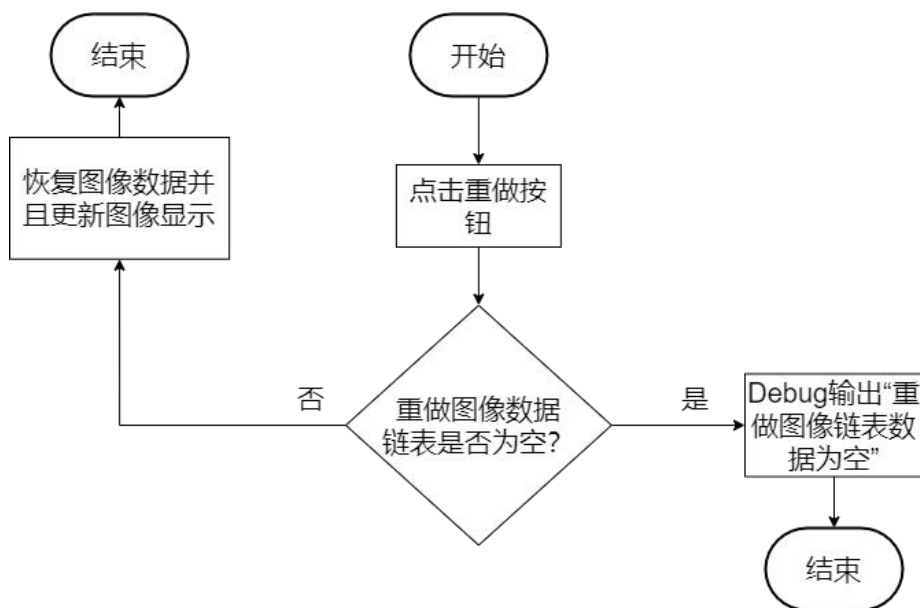 结束
开始
恢复图像数据并
且更新图像显示
点击重做按
钮
否
重做图像数据
链表是否为空?
是
Debug输出“重
做图像链表数
据为空”
结束